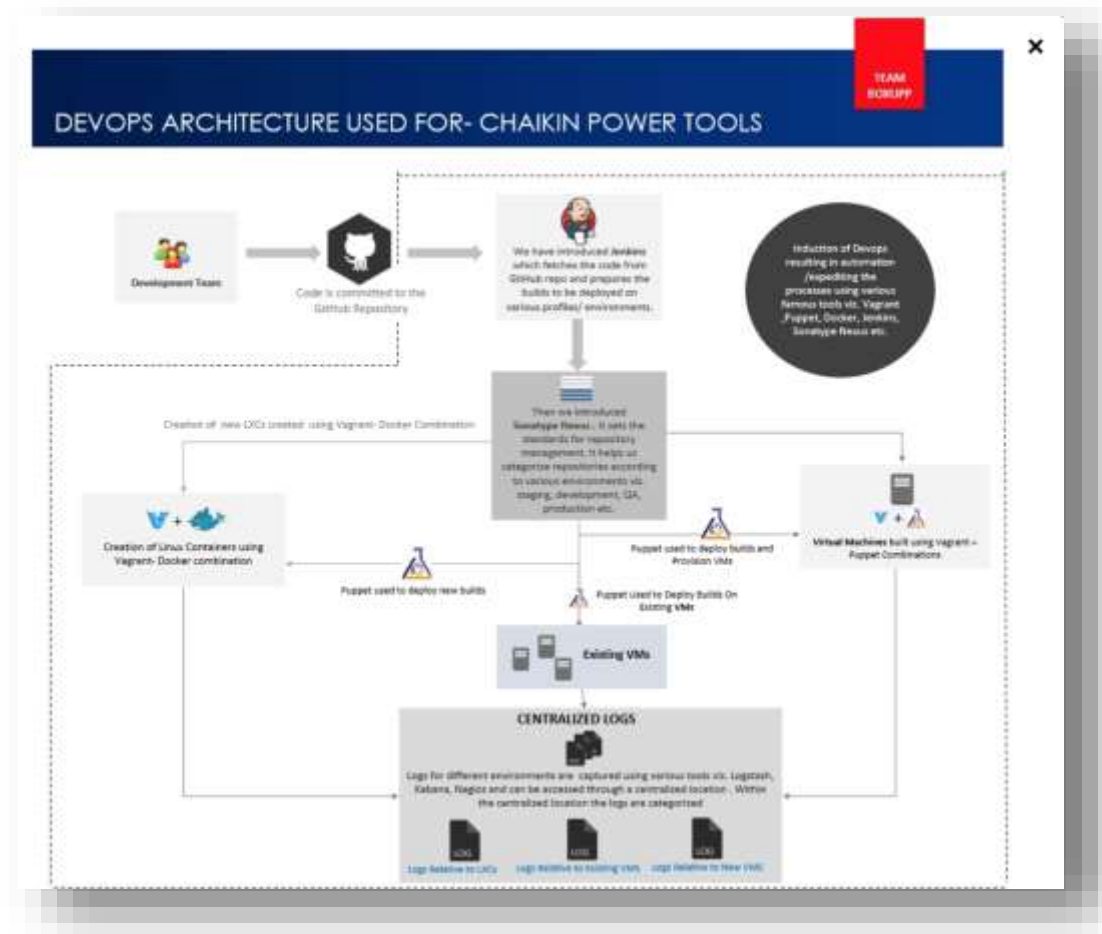 TEAM
DEVOPS ARCHITECTURE USED FOR- CHAIKIN POWER TOOLS
Development Team
Code is committed to the
GitHub Repository
We have introduced Jenkins
which fetches the code from
GitHub repo and prepares the
builds to be deployed on
various profiles/ environments.
Induction of Devops
resulting in automation
/expediting the
processes using various
famous tools viz. Vagrant
,Puppet, Docker, Jenkins,
Sonatype Nexus etc.
Creation of new LXCs created using Vagrant- Docker Combination
Then we introduced
Sonatype Nexus.. It sets the
standards for repository
management. It helps us
categorize repositories according
to various environments viz.
staging, development, QA,
production etc.
Creation of Linus Containers using
Vagrent- Docker combination
Puppet used to deploy new builds
Puppet used to deploy builds and
Provision VMs
Virtual Machines built using Vagrant –
Puppet Combinations
Puppet used to Deploy Builds On
Existing VMs
Existing VMs
CENTRALIZED LOGS
Logs for different environments are captured using various tools viz. Logstash,
Kabana, Nagios and can be accessed through a centralized location . Within
the centralized location the logs are categorized
LOG
LOG
LOG
Logs Relative to LXCs
Logs Relative to Existing VMS
Logs Relative to New VMS